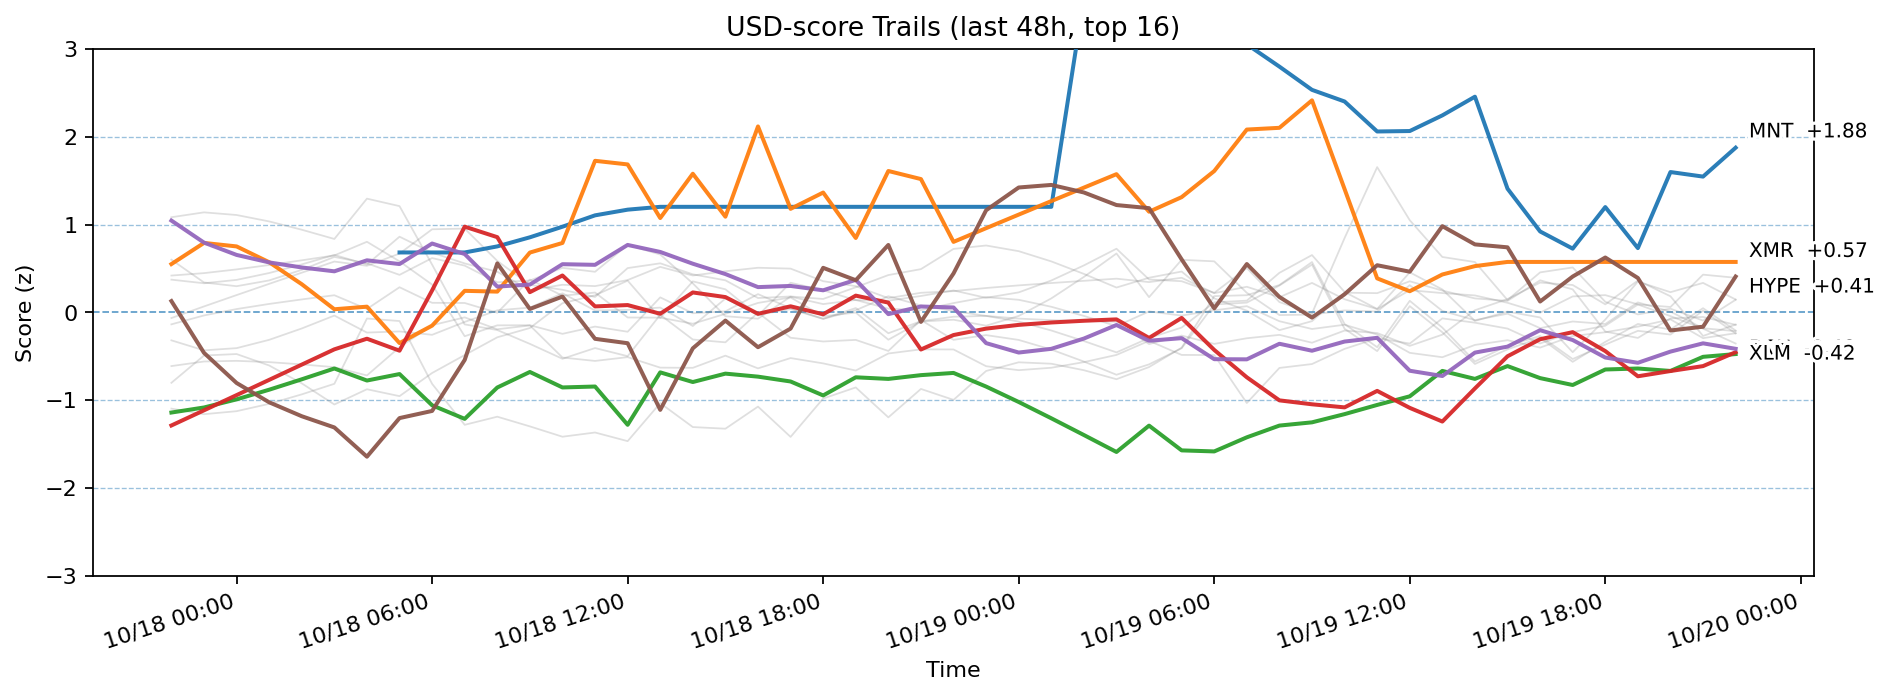 USD-score Trails (last 48h, top 16)
Score (z)
3
2
1
0
−1
−2
−3
MNT +1.88
XMR +0.57
HYPE +0.41
XLM -0.42
10/18 00:00
10/18 06:00
10/18 12:00
10/18 18:00
10/19 00:00
10/19 06:00
10/19 12:00
10/19 18:00
10/20 00:00
Time